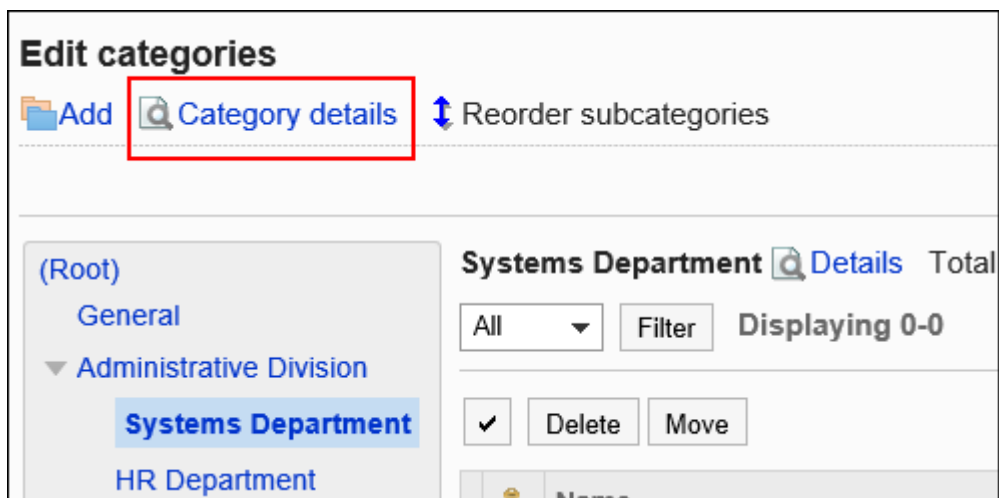 Edit categories
Add Category details Reorder subcategories
(Root)
General
Administrative Division
Systems Department
HR Department
Systems Department Details Total
All Filter Displaying 0-0
Delete Move
Name